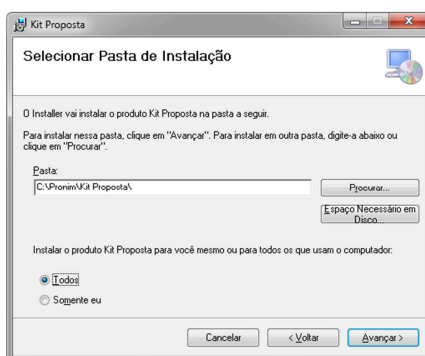 Kit Proposta
Selecionar Pasta de Instalação
O Installer vai instalar o produto Kit Proposta na pasta a seguir.
Para instalar nessa pasta, clique em "Avançar". Para instalar em outra pasta, digite-a abaixo ou
clique em "Procurar".
Pasta:
C:\Pronim\Kit Proposta\
Procurar...
Espaço Necessário em
Disco...
Instalar o produto Kit Proposta para você mesmo ou para todos os que usam o computador:
Todos
Somente eu
Cancelar
< Voltar
Avançar >